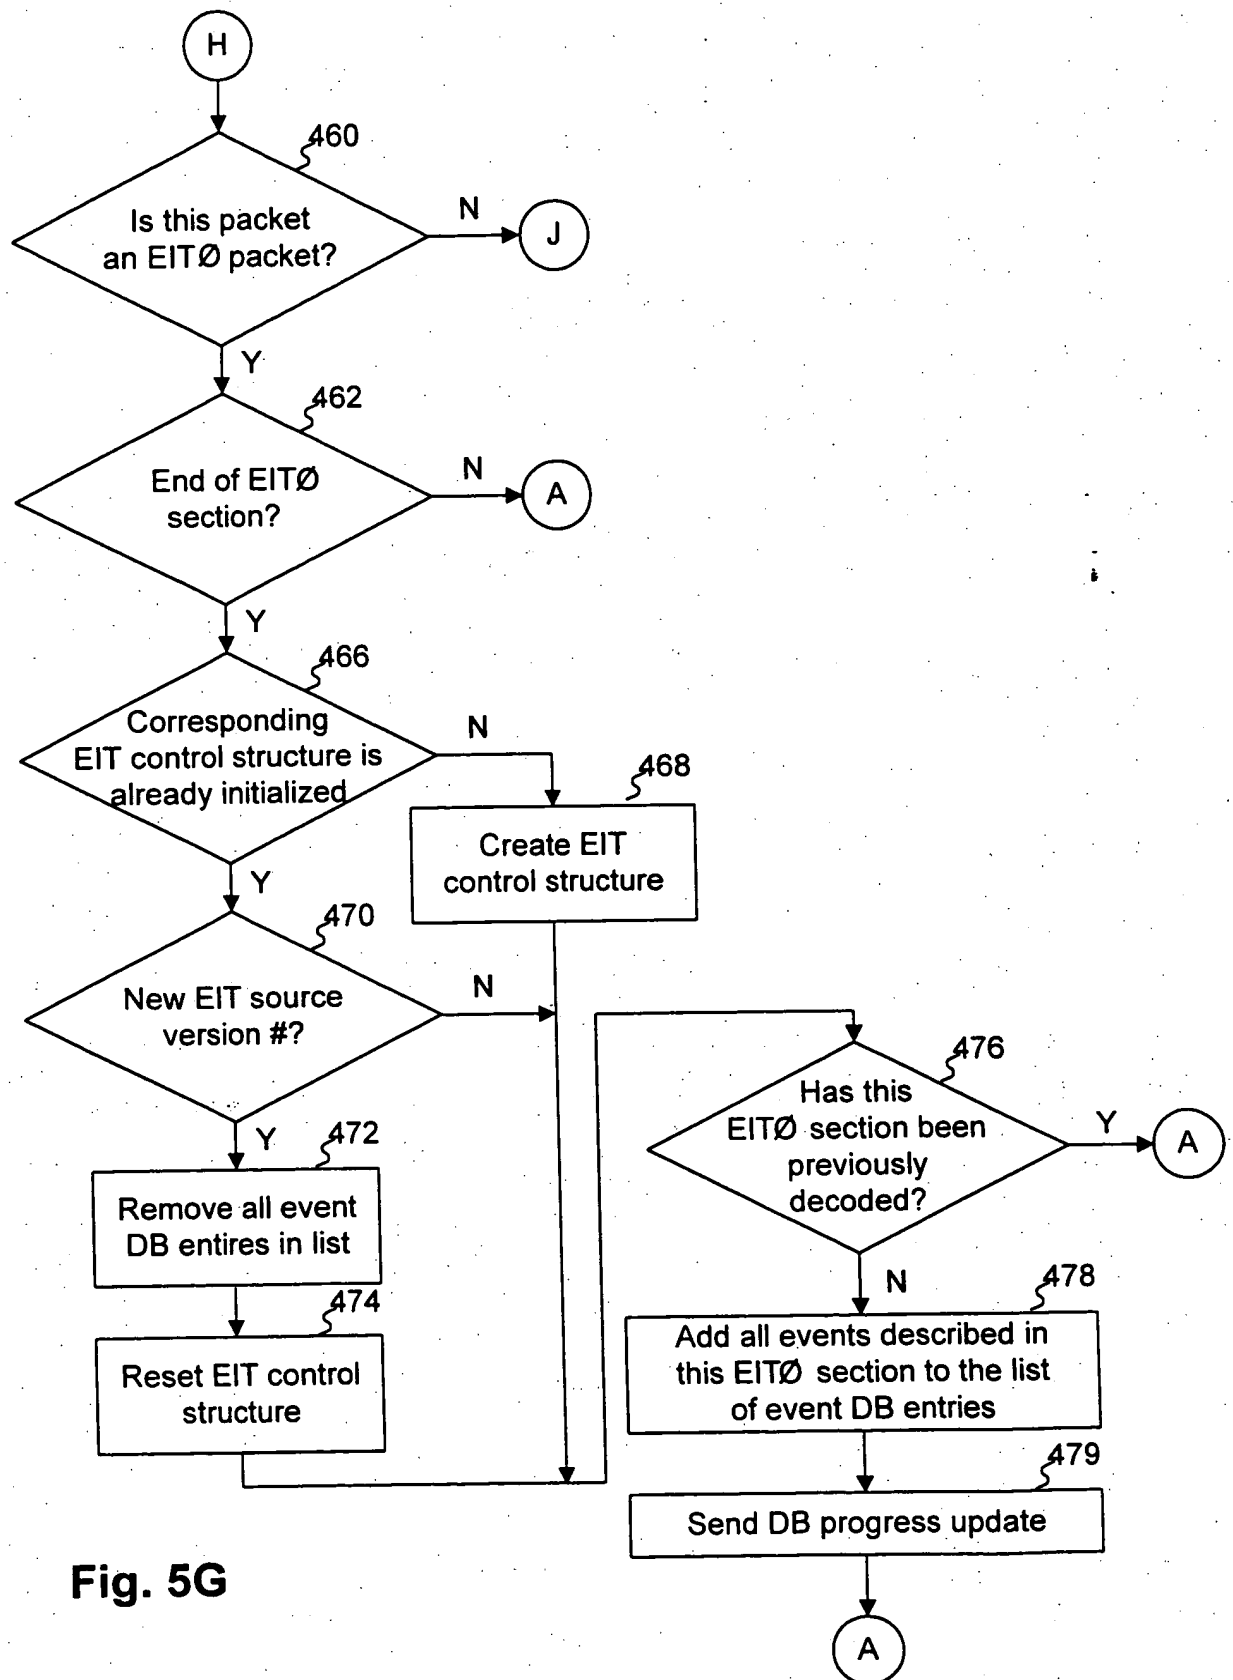 H
460
Is this packet
an EITØ packet?
N
J
Y
462
End of EITØ
section?
N
A
Y
466
Corresponding
EIT control structure is
already initialized
N
468
Create EIT
control structure
Y
470
New EIT source
version #?
N
Y
472
Remove all event
DB entires in list
474
Reset EIT control
structure
476
Has this
EITØ section been
previously
decoded?
Y
A
N
478
Add all events described in
this EITØ section to the list
of event DB entries
479
Send DB progress update
A
Fig. 5G